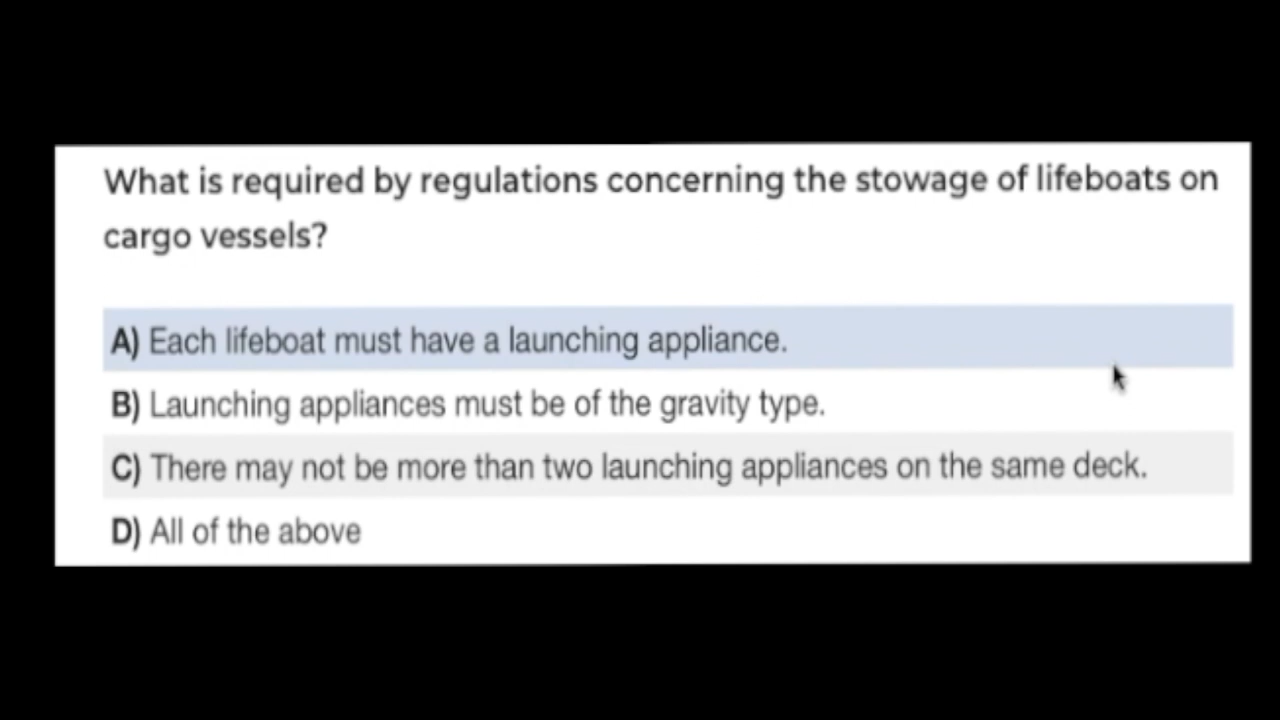 What is required by regulations concerning the stowage of lifeboats on
cargo vessels?
A) Each lifeboat must have a launching appliance.
B) Launching appliances must be of the gravity type.
C) There may not be more than two launching appliances on the same deck.
D) All of the above